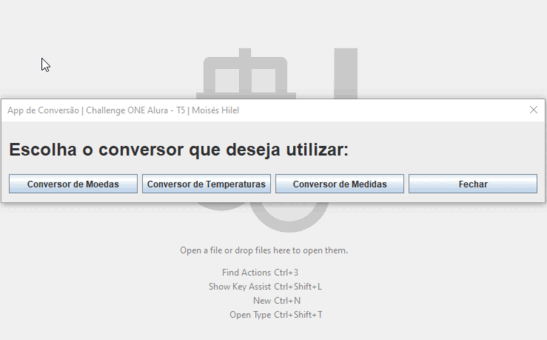 App de Conversão | Challenge ONE Alura - T5 | Moisés Hilel
Escolha o conversor que deseja utilizar:
Conversor de Moedas Conversor de Temperaturas Conversor de Medidas Fechar
Open a file or drop files here to open them.
Find Actions Ctrl+3
Show Key Assist Ctrl+Shift+L
New Ctrl+N
Open Type Ctrl+Shift+T